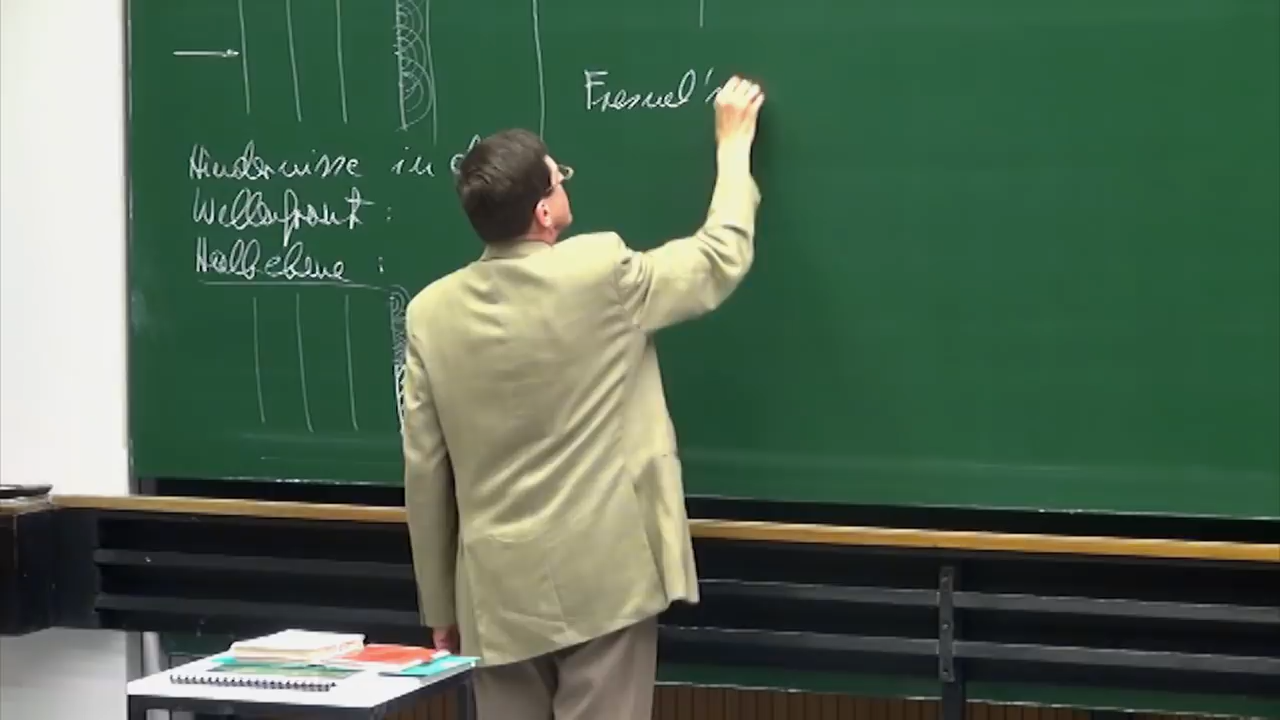 Hindernisse in d
Wellenfront :
Halbebene :
Fresnel's